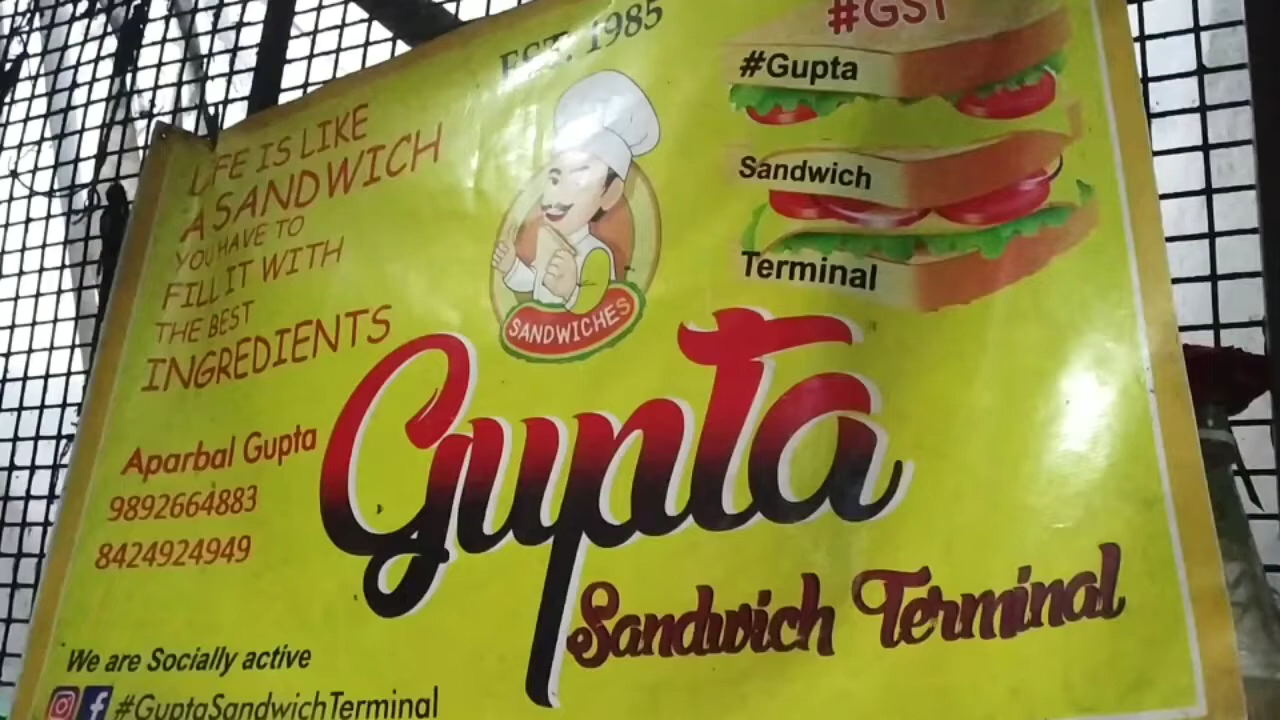 EST. 1985
#GST
#Gupta
Sandwich
Terminal
LIFE IS LIKE
A SANDWICH
YOU HAVE TO
FILL IT WITH
THE BEST
INGREDIENTS
SANDWICHES
Aparbal Gupta
9892664883
8424924949
Gupta
Sandwich Terminal
We are Socially active
#GuptaSandwichTerminal